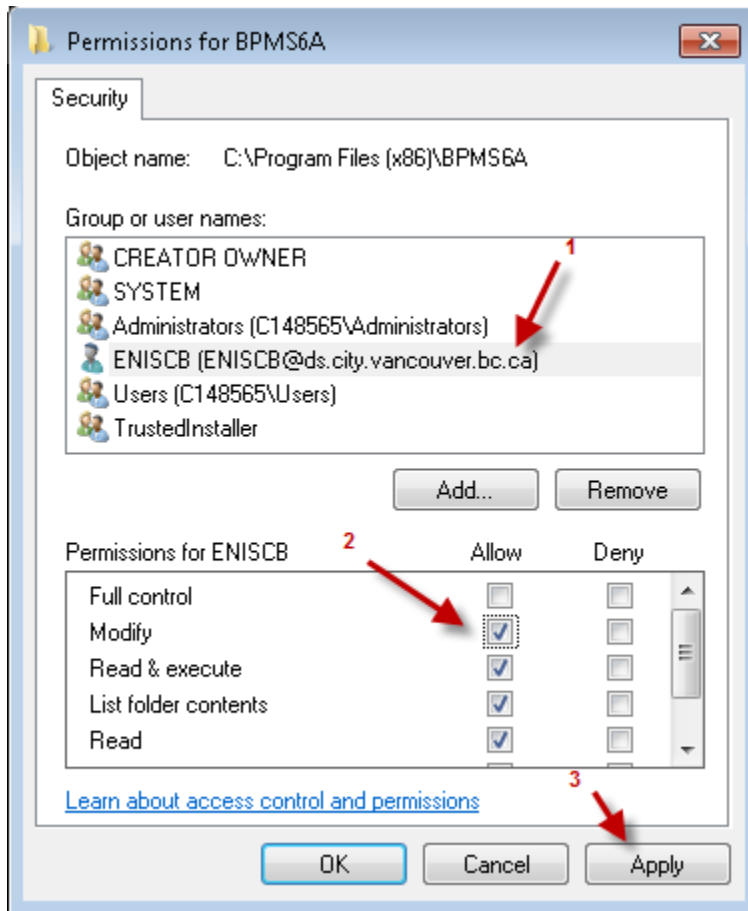 Permissions for BPMS6A
Security
Object name: C:\Program Files (x86)\BPMS6A
Group or user names:
1
CREATOR OWNER
SYSTEM
Administrators (C148565\Administrators)
ENISCB (ENISCB@ds.city.vancouver.bc.ca)
Users (C148565\Users)
TrustedInstaller
Add... Remove
2
Permissions for ENISCB Allow Deny
Full control
Modify
Read & execute
List folder contents
Read
3
Learn about access control and permissions
OK Cancel Apply